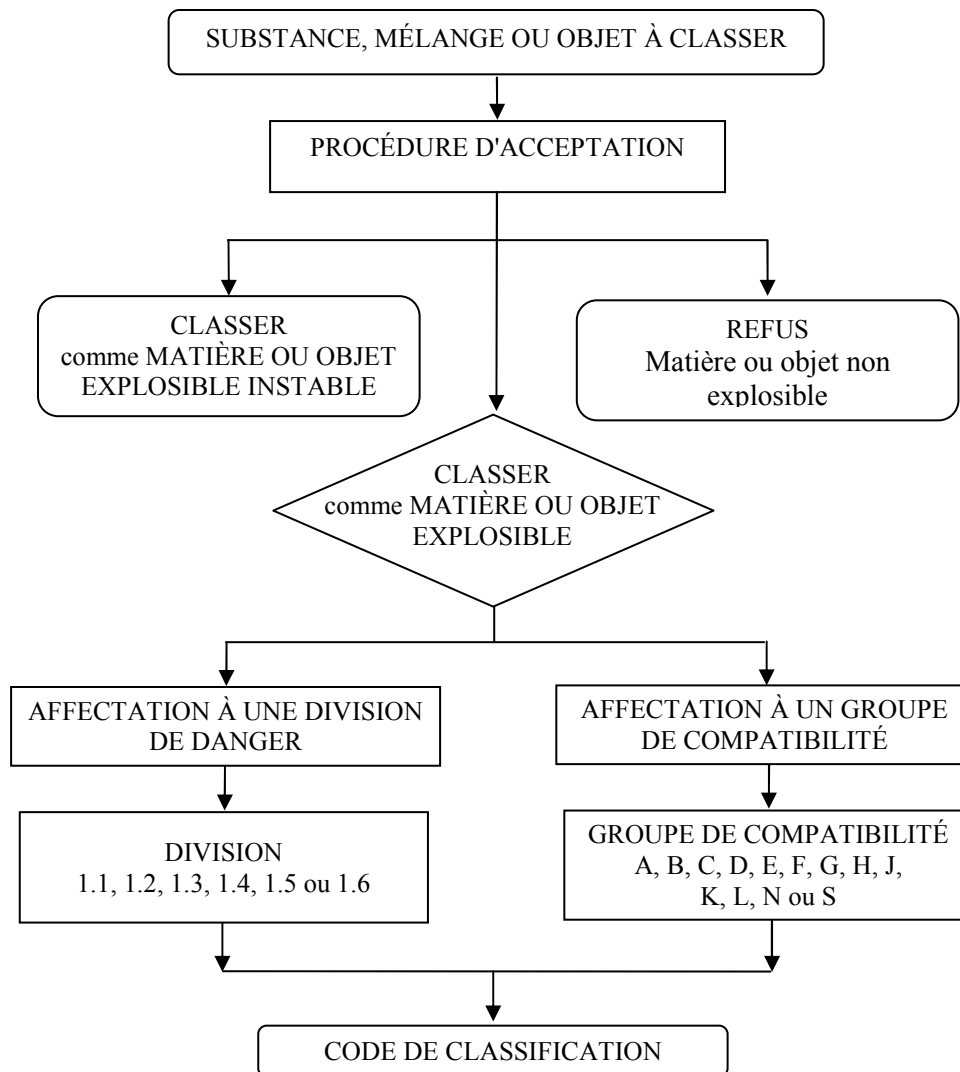 SUBSTANCE, MÉLANGE OU OBJET À CLASSER
PROCÉDURE D'ACCEPTATION
CLASSER
comme MATIÈRE OU OBJET
EXPLOSIBLE INSTABLE
REFUS
Matière ou objet non
explosible
CLASSER
comme MATIÈRE OU OBJET
EXPLOSIBLE
AFFECTATION À UNE DIVISION
DE DANGER
AFFECTATION À UN GROUPE
DE COMPATIBILITÉ
DIVISION
1.1, 1.2, 1.3, 1.4, 1.5 ou 1.6
GROUPE DE COMPATIBILITÉ
A, B, C, D, E, F, G, H, J,
K, L, N ou S
CODE DE CLASSIFICATION